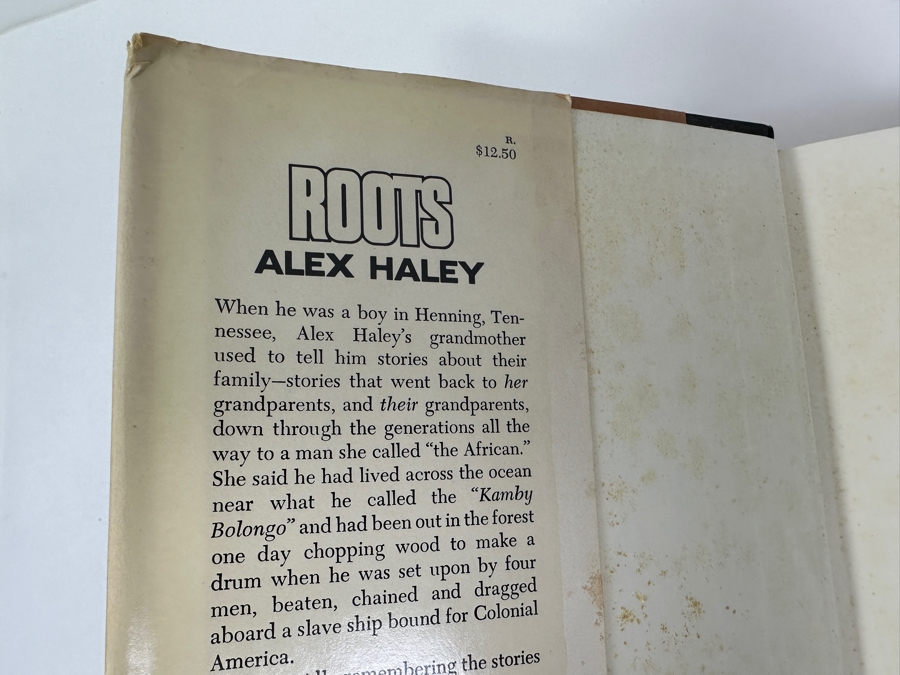 R.
$12.50
ROOTS
ALEX HALEY
When he was a boy in Henning, Ten-
nessee, Alex Haley's grandmother
used to tell him stories about their
family—stories that went back to her
grandparents, and their grandparents,
down through the generations all the
way to a man she called "the African."
She said he had lived across the ocean
near what he called the "Kamby
Bolongo" and had been out in the forest
one day chopping wood to make a
drum when he was set upon by four
men, beaten, chained and dragged
aboard a slave ship bound for Colonial
America.
remembering the stories